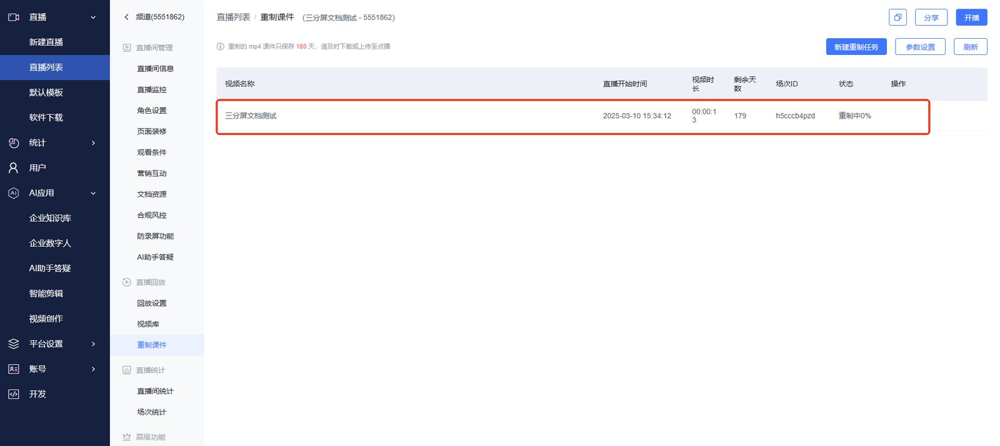 直播
新建直播
直播列表
默认模板
软件下载
统计
用户
AI应用
企业知识库
企业数字人
AI助手答疑
智能剪辑
视频创作
平台设置
账号
开发
频道(5551862)
直播间管理
直播间信息
直播监控
角色设置
页面装修
观看条件
营销互动
文档资源
合规风控
防录屏功能
AI助手答疑
直播回放
回放设置
视频库
重制课件
直播统计
直播间统计
场次统计
高级功能
直播列表 / 重制课件 (三分屏文档测试 - 5551862)
分享
开播
重制的 mp4 课件只保存 180 天，请及时下载或上传至点播
新建重制任务
参数设置
刷新
视频名称 直播开始时间 视频时长 剩余天数 场次ID 状态 操作
三分屏文档测试 2025-03-10 15:34:12 00:00:13 179 h5cccb4pzd 重制中0%